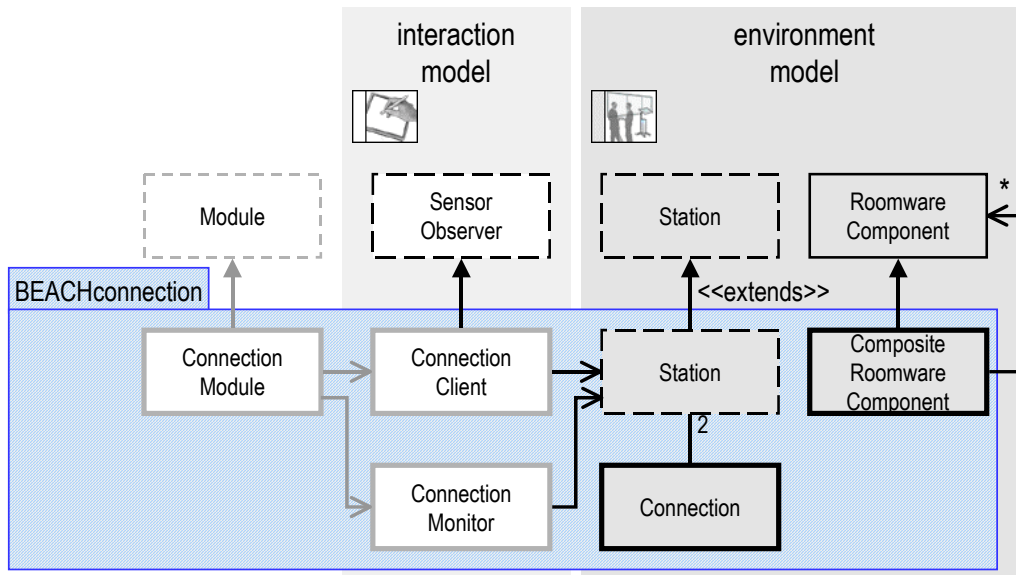 interaction
model
environment
model
Module
Sensor
Observer
Station
Roomware
Component
*
BEACHconnection
<<extends>>
Connection
Module
Connection
Client
Station
Composite
Roomware
Component
2
Connection
Monitor
Connection